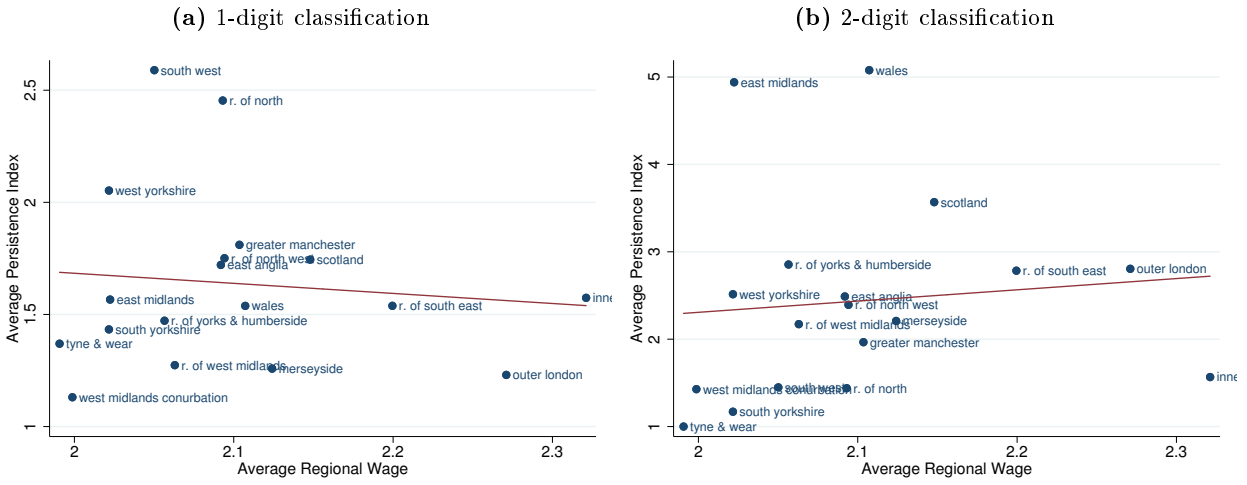 (a) 1-digit classification
2.5
2
1.5
1
Average Persistence Index
south west
r. of north
west yorkshire
greater manchester
r. of north west
scotland
east anglia
inne
east midlands
wales
r. of south east
r. of yorks & humberside
south yorkshire
tyne & wear
r. of west midlands
merseyside
outer london
west midlands conurbation
2
2.1
2.2
2.3
Average Regional Wage
(b) 2-digit classification
5
4
3
2
1
Average Persistence Index
wales
east midlands
scotland
r. of yorks & humberside
r. of south east
outer london
west yorkshire
east anglia
r. of north west
r. of west midlands
merseyside
greater manchester
inne
west midlands conurbation
south west
r. of north
south yorkshire
tyne & wear
2
2.1
2.2
2.3
Average Regional Wage